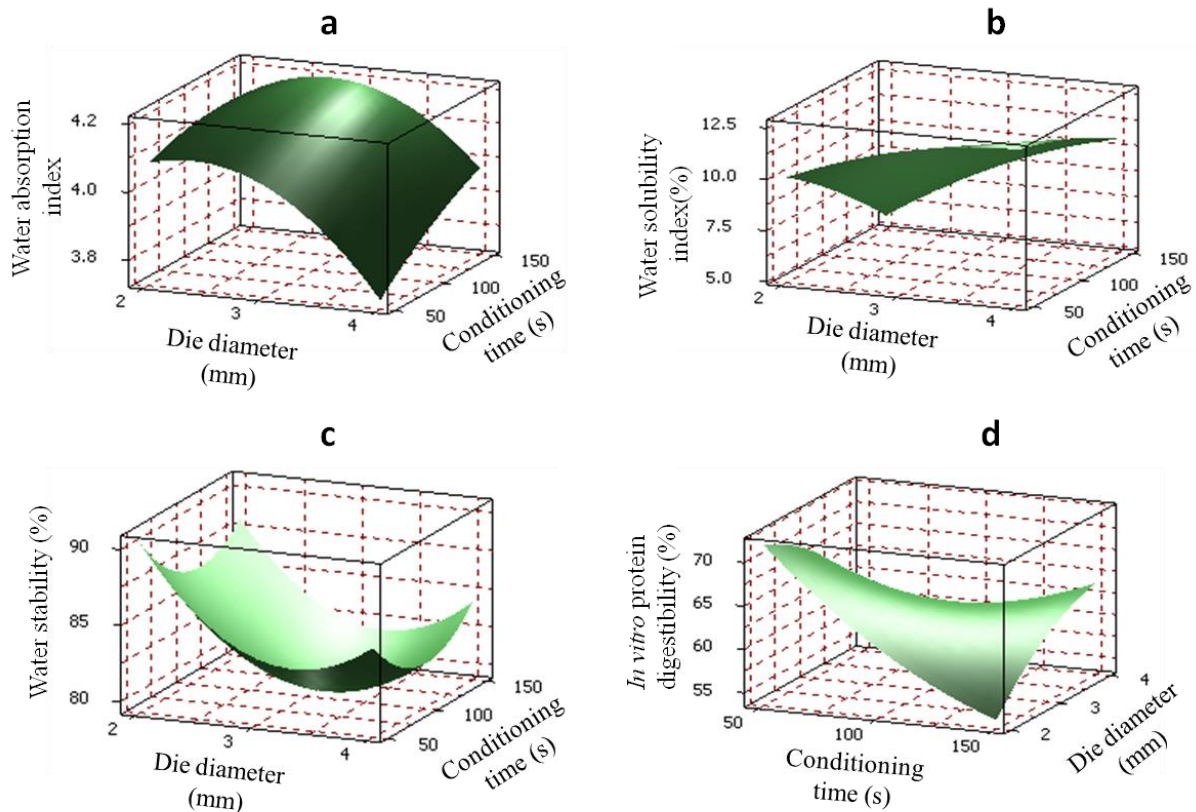 a
Water absorption
index
4.2
4.0
3.8
2
3
4
Die diameter
(mm)
50
100
150
Conditioning
time (s)
b
Water solubility
index(%)
12.5
10.0
7.5
5.0
2
3
4
Die diameter
(mm)
50
100
150
Conditioning
time (s)
c
Water stability (%)
90
85
80
2
3
4
Die diameter
(mm)
50
100
150
Conditioning
time (s)
d
In vitro protein
digestibility (%)
70
65
60
55
50
100
150
Conditioning
time (s)
2
3
4
Die diameter
(mm)